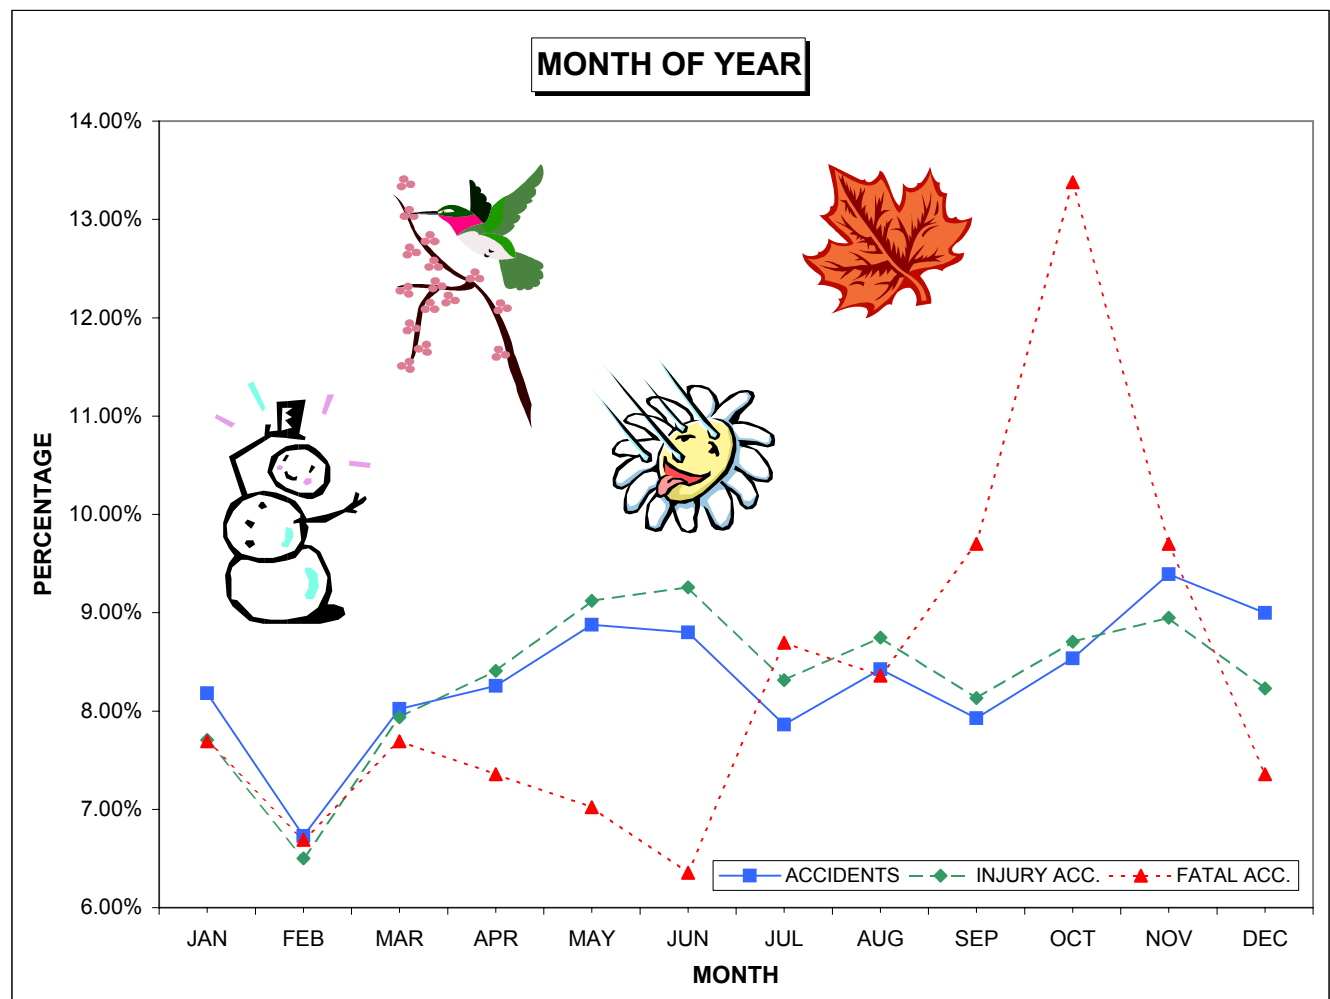 MONTH OF YEAR
14.00%
13.00%
12.00%
11.00%
10.00%
9.00%
8.00%
7.00%
6.00%
PERCENTAGE
ACCIDENTS INJURY ACC. FATAL ACC.
JAN FEB MAR APR MAY JUN JUL AUG SEP OCT NOV DEC
MONTH